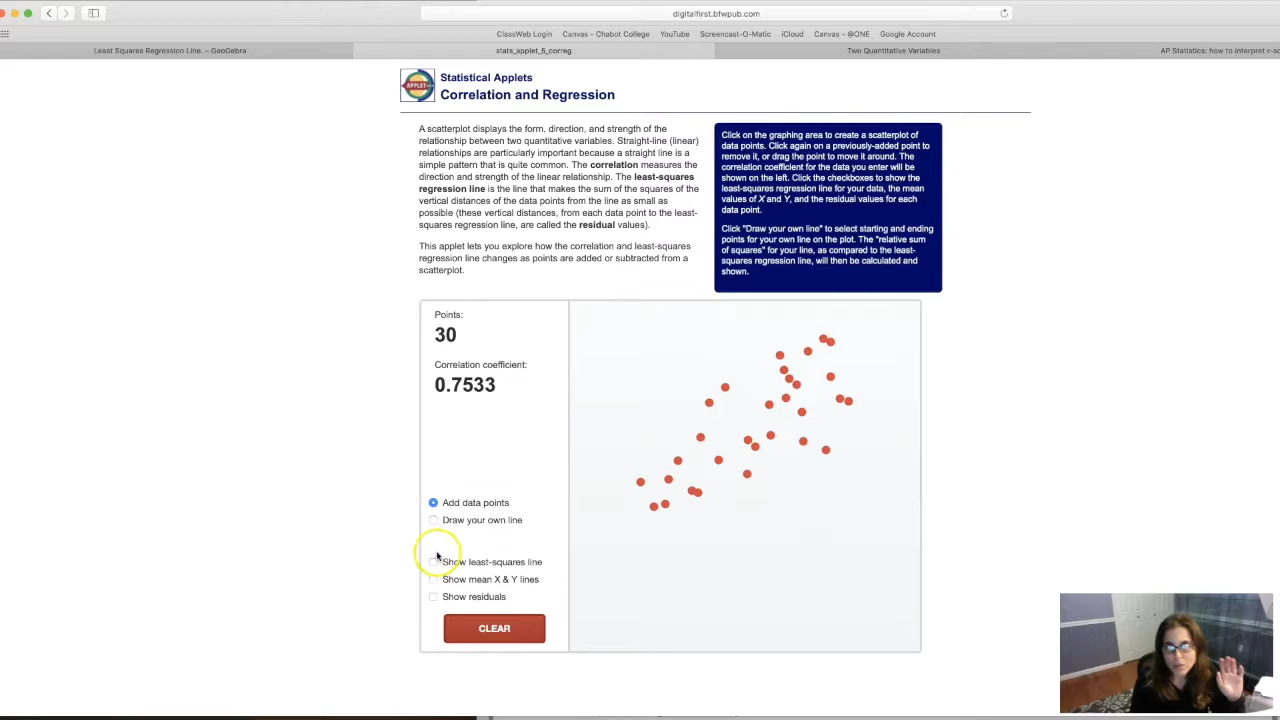 digitalfirst.bfwpub.com
ClassWeb Login Canvas - Chabot College YouTube Screencast-O-Matic iCloud Canvas - @ONE Google Account
Least Squares Regression Line. – GeoGebra
stats_applet_5_correg
Two Quantitative Variables
AP Statistics: how to interpret r-sc
APPLET
Statistical Applets
Correlation and Regression
A scatterplot displays the form, direction, and strength of the
relationship between two quantitative variables. Straight-line (linear)
relationships are particularly important because a straight line is a
simple pattern that is quite common. The correlation measures the
direction and strength of the linear relationship. The least-squares
regression line is the line that makes the sum of the squares of the
vertical distances of the data points from the line as small as
possible (these vertical distances, from each data point to the least-
squares regression line, are called the residual values).
This applet lets you explore how the correlation and least-squares
regression line changes as points are added or subtracted from a
scatterplot.
Click on the graphing area to create a scatterplot of
data points. Click again on a previously-added point to
remove it, or drag the point to move it around. The
correlation coefficient for the data you enter will be
shown on the left. Click the checkboxes to show the
least-squares regression line for your data, the mean
values of X and Y, and the residual values for each
data point.
Click "Draw your own line" to select starting and ending
points for your own line on the plot. The "relative sum
of squares" for your line, as compared to the least-
squares regression line, will then be calculated and
shown.
Points:
30
Correlation coefficient:
0.7533
Add data points
Draw your own line
Show least-squares line
Show mean X & Y lines
Show residuals
CLEAR